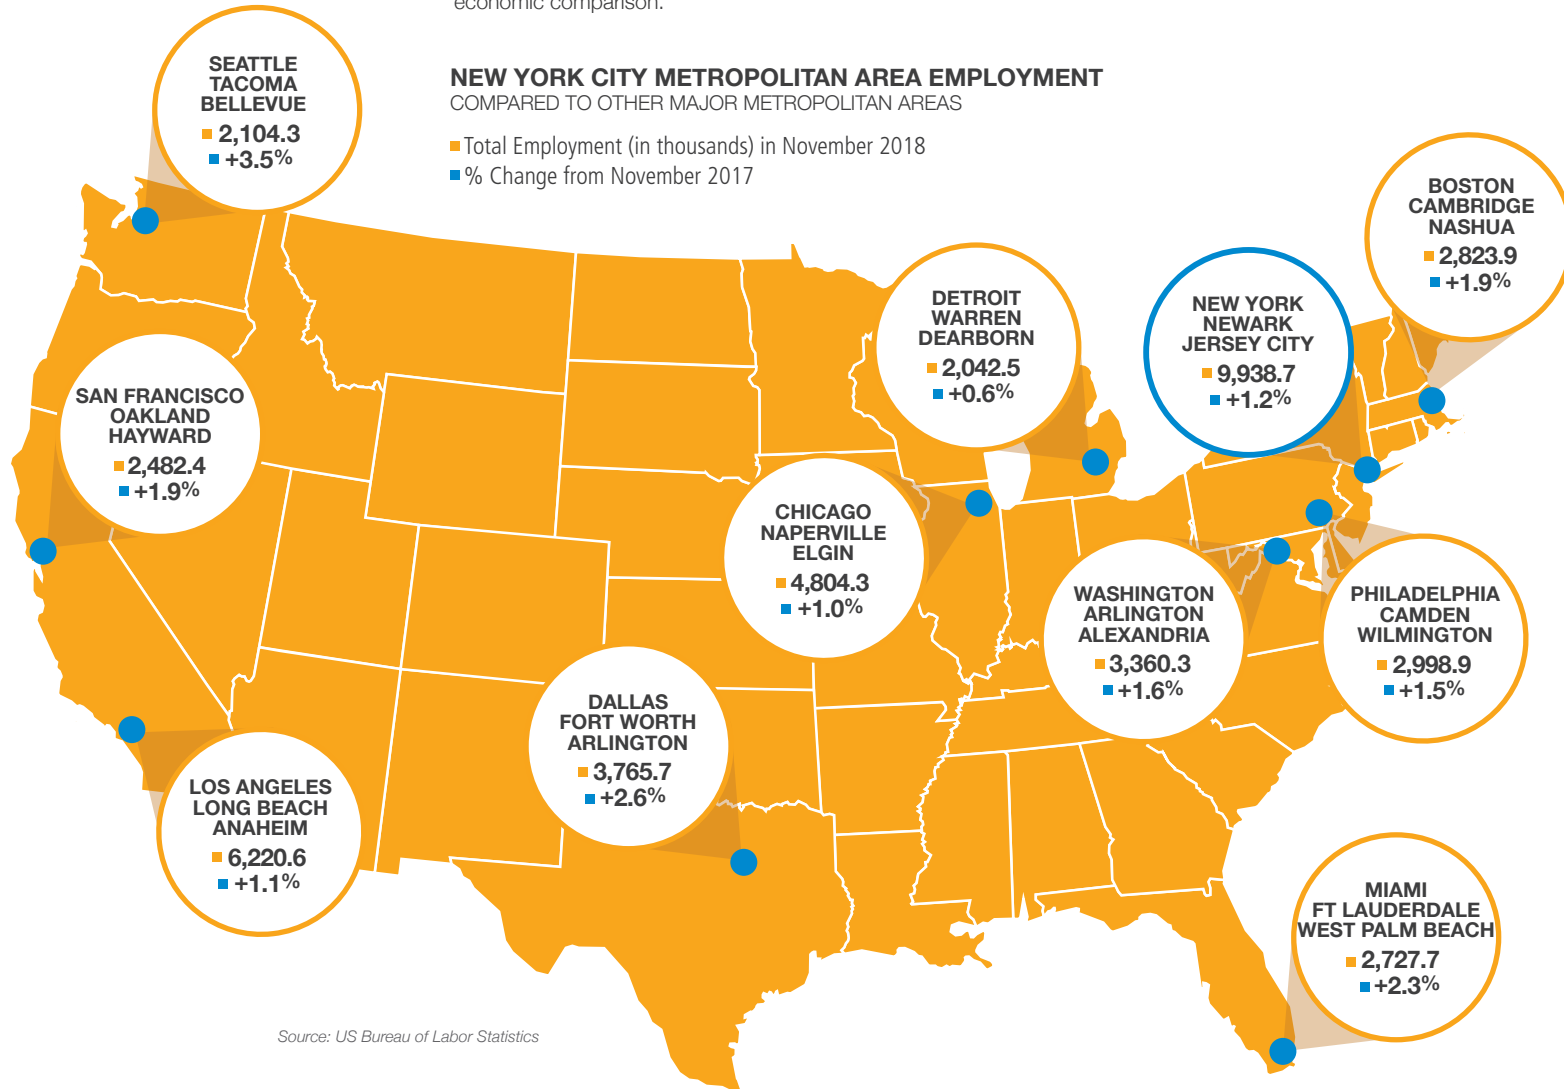 economic comparison.
NEW YORK CITY METROPOLITAN AREA EMPLOYMENT
COMPARED TO OTHER MAJOR METROPOLITAN AREAS
Total Employment (in thousands) in November 2018
% Change from November 2017
SEATTLE
TACOMA
BELLEVUE
2,104.3
+3.5%
BOSTON
CAMBRIDGE
NASHUA
2,823.9
+1.9%
DETROIT
WARREN
DEARBORN
2,042.5
+0.6%
NEW YORK
NEWARK
JERSEY CITY
9,938.7
+1.2%
SAN FRANCISCO
OAKLAND
HAYWARD
2,482.4
+1.9%
CHICAGO
NAPERVILLE
ELGIN
4,804.3
+1.0%
WASHINGTON
ARLINGTON
ALEXANDRIA
3,360.3
+1.6%
PHILADELPHIA
CAMDEN
WILMINGTON
2,998.9
+1.5%
DALLAS
FORT WORTH
ARLINGTON
3,765.7
+2.6%
LOS ANGELES
LONG BEACH
ANAHEIM
6,220.6
+1.1%
MIAMI
FT LAUDERDALE
WEST PALM BEACH
2,727.7
+2.3%
Source: US Bureau of Labor Statistics